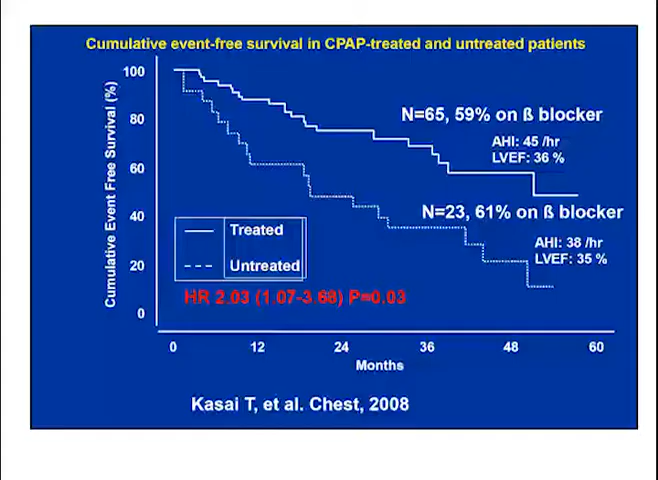 Cumulative event-free survival in CPAP-treated and untreated patients
Cumulative Event Free Survival (%)
100
80
60
40
20
0
N=65, 59% on ß blocker
AHI: 45 /hr
LVEF: 36 %
N=23, 61% on ß blocker
AHI: 38 /hr
LVEF: 35 %
Treated
Untreated
HR 2.03 (1.07-3.68) P=0.03
0 12 24 36 48 60
Months
Kasai T, et al. Chest, 2008